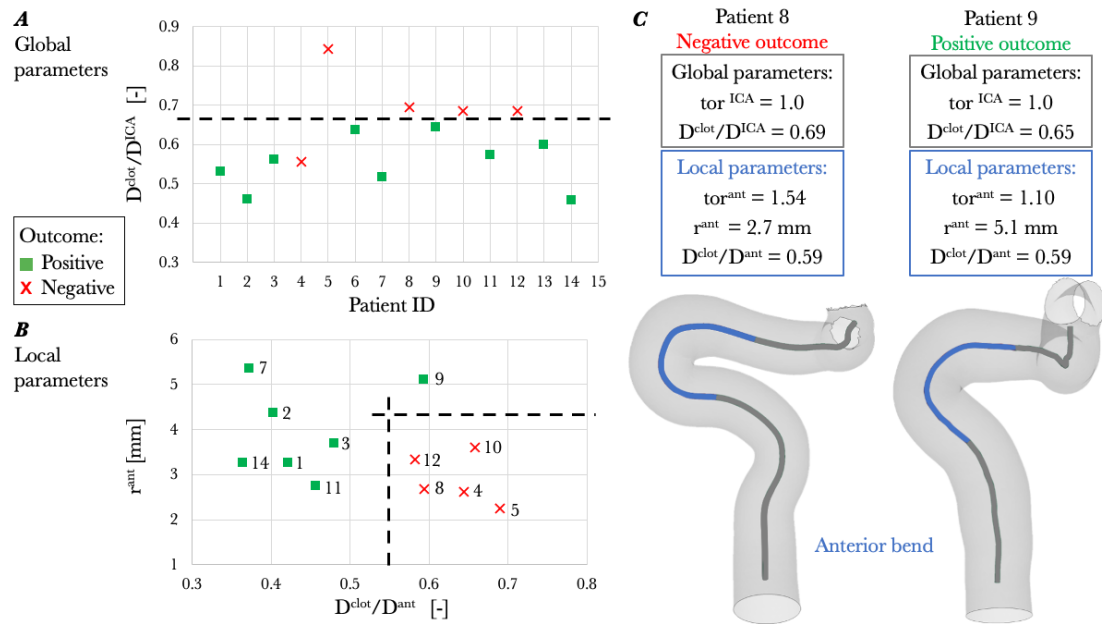 A
Global
parameters
D^clot/D^ICA [-]
0.9
0.8
0.7
0.6
0.5
0.4
0.3
1 2 3 4 5 6 7 8 9 10 11 12 13 14 15
Patient ID
Outcome:
Positive
Negative
B
Local
parameters
r^ant [mm]
6
5
4
3
2
1
7
9
2
3
10
14
1
12
11
8
4
5
0.3 0.4 0.5 0.6 0.7 0.8
D^clot/D^ant [-]
C
Patient 8
Negative outcome
Global parameters:
tor ^ICA = 1.0
D^clot/D^ICA = 0.69
Local parameters:
tor^ant = 1.54
r^ant = 2.7 mm
D^clot/D^ant = 0.59
Patient 9
Positive outcome
Global parameters:
tor ^ICA = 1.0
D^clot/D^ICA = 0.65
Local parameters:
tor^ant = 1.10
r^ant = 5.1 mm
D^clot/D^ant = 0.59
Anterior bend